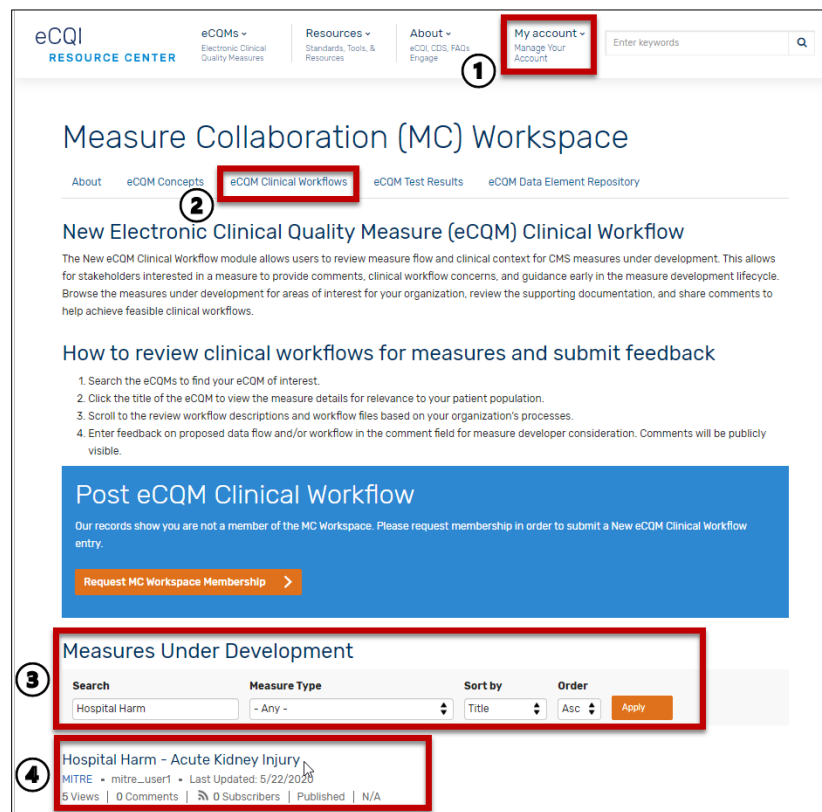 eCQI
RESOURCE CENTER
eCQMs
Electronic Clinical
Quality Measures
Resources
Standards, Tools, &
Resources
About
eCQI, CDS, FAQs
Engage
My account
Manage Your
Account
Enter keywords
1
Measure Collaboration (MC) Workspace
About eCQM Concepts eCQM Clinical Workflows eCQM Test Results eCQM Data Element Repository
2
New Electronic Clinical Quality Measure (eCQM) Clinical Workflow
The New eCQM Clinical Workflow module allows users to review measure flow and clinical context for CMS measures under development. This allows
for stakeholders interested in a measure to provide comments, clinical workflow concerns, and guidance early in the measure development lifecycle.
Browse the measures under development for areas of interest for your organization, review the supporting documentation, and share comments to
help achieve feasible clinical workflows.
How to review clinical workflows for measures and submit feedback
1. Search the eCQMs to find your eCQM of interest.
2. Click the title of the eCQM to view the measure details for relevance to your patient population.
3. Scroll to the review workflow descriptions and workflow files based on your organization's processes.
4. Enter feedback on proposed data flow and/or workflow in the comment field for measure developer consideration. Comments will be publicly
visible.
Post eCQM Clinical Workflow
Our records show you are not a member of the MC Workspace. Please request membership in order to submit a New eCQM Clinical Workflow
entry.
Request MC Workspace Membership
Measures Under Development
3
Search Measure Type Sort by Order
Hospital Harm - Any - Title Asc Apply
4
Hospital Harm - Acute Kidney Injury
MITRE • mitre_user1 • Last Updated: 5/22/2020
5 Views | 0 Comments | 0 Subscribers | Published | N/A